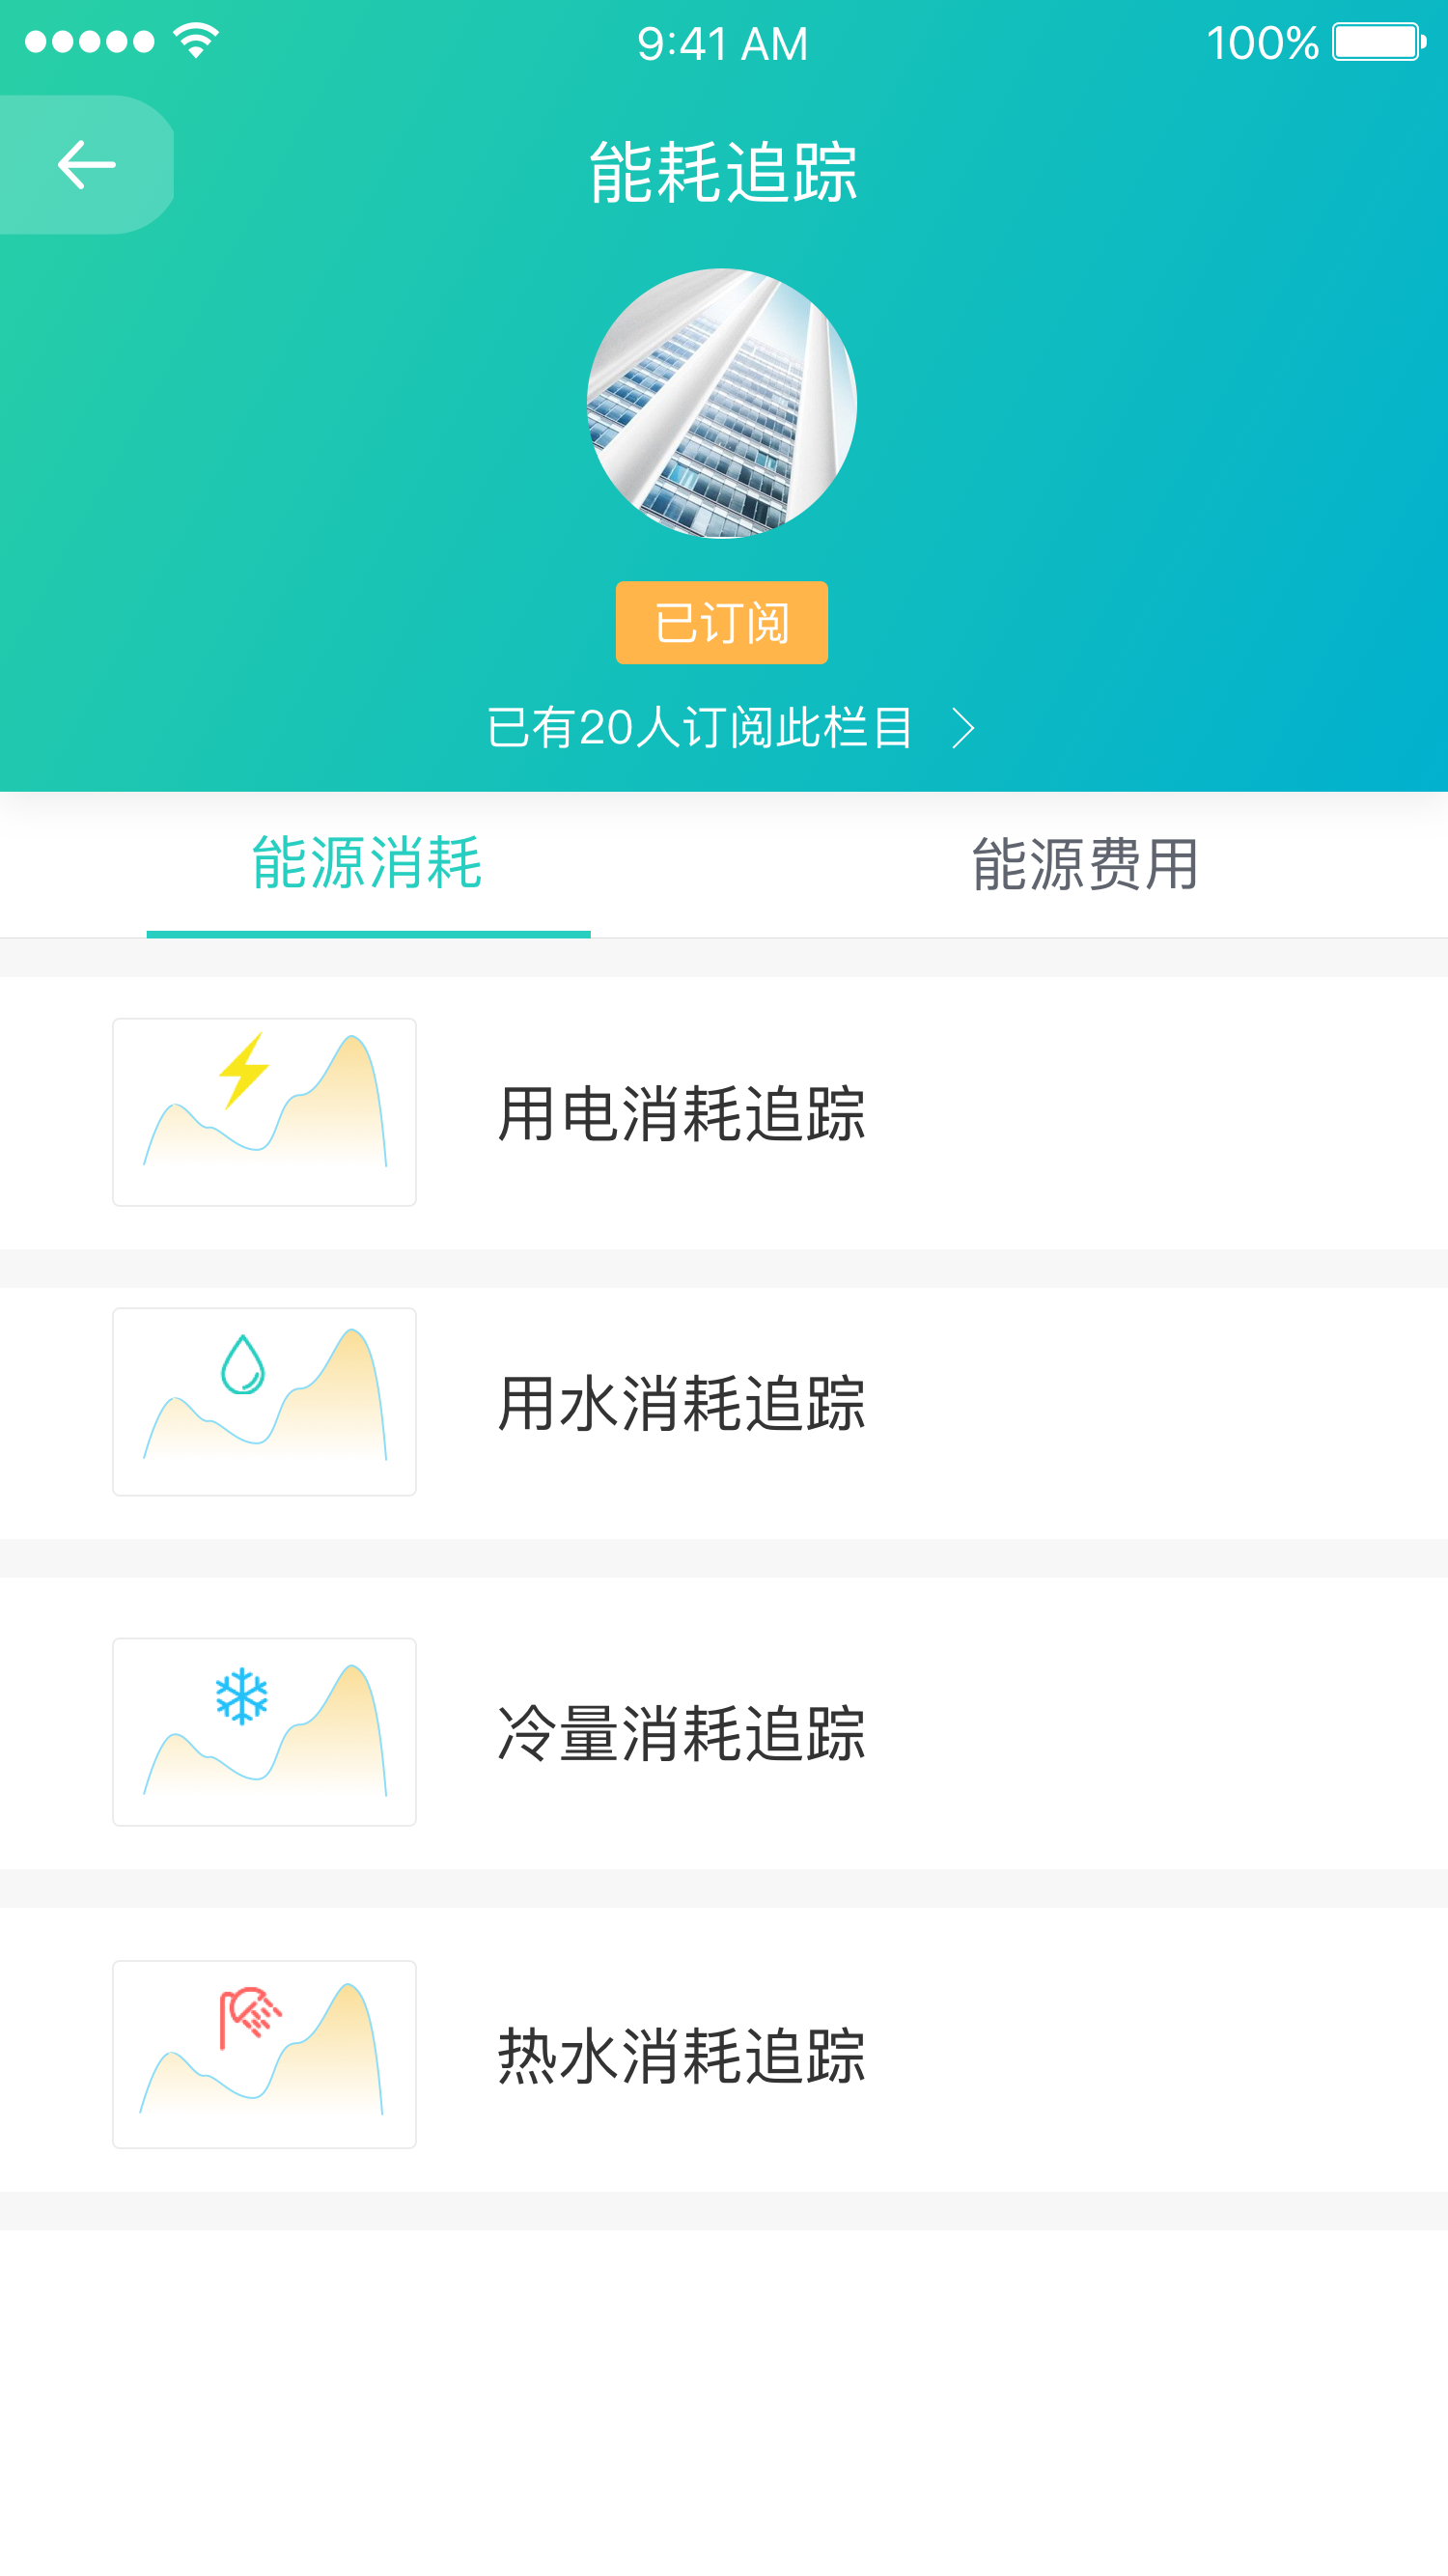 9:41 AM
100%
能耗追踪
已订阅
已有20人订阅此栏目
能源消耗
能源费用
用电消耗追踪
用水消耗追踪
冷量消耗追踪
热水消耗追踪